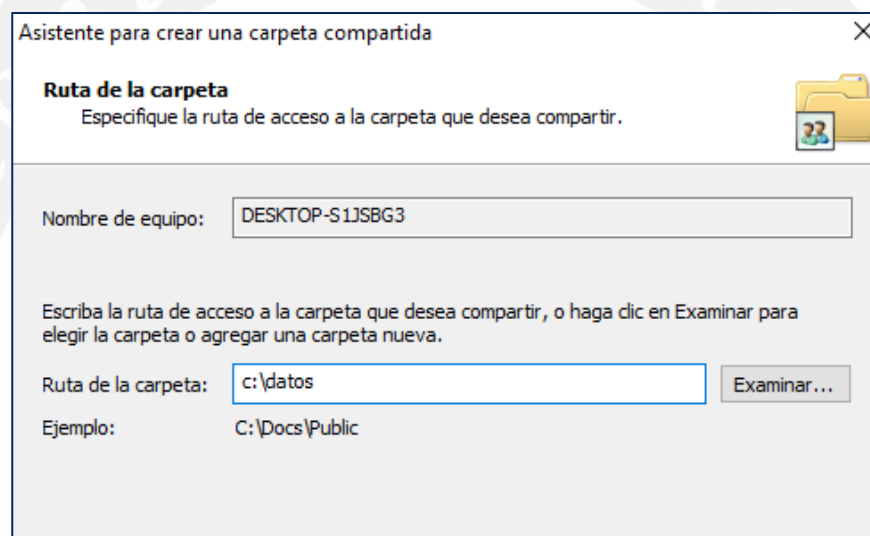 Asistente para crear una carpeta compartida
Ruta de la carpeta
Especifique la ruta de acceso a la carpeta que desea compartir.
Nombre de equipo: DESKTOP-S1JSBG3
Escriba la ruta de acceso a la carpeta que desea compartir, o haga clic en Examinar para
elegir la carpeta o agregar una carpeta nueva.
Ruta de la carpeta: c:\datos Examinar...
Ejemplo: C:\Docs\Public